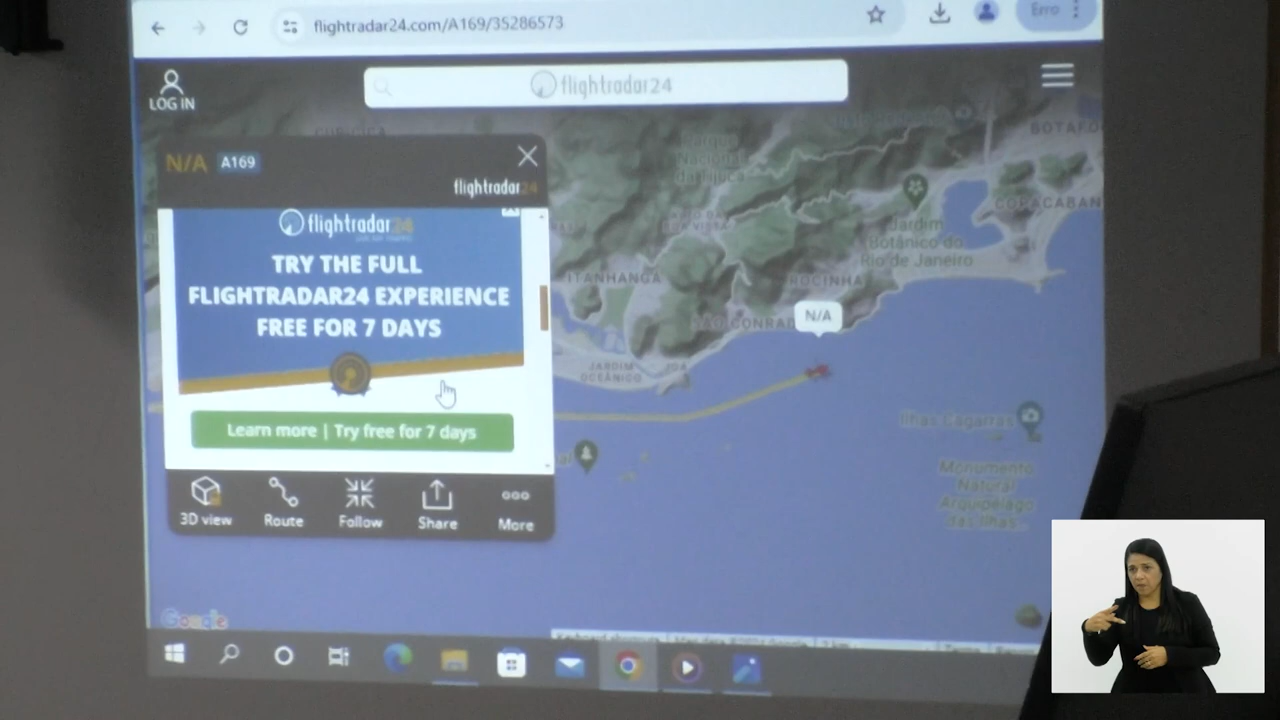 flightradar24.com/A169/35286573
Erro
LOG IN
flightradar24
N/A
A169
flightradar24
flightradar24
TRY THE FULL
FLIGHTRADAR24 EXPERIENCE
FREE FOR 7 DAYS
Learn more | Try free for 7 days
3D view
Route
Follow
Share
More
Google
BOTAFO
Parque
Nacional
da Tijuca
COPACABAN
Jardim
Botânico do
Rio de Janeiro
ITANHANGÁ
ROCINHA
SÃO CONRAD
N/A
JARDIM
OCEÂNICO
JOA
Ilhas Cagarras
Monumento
Natural
Arquipélago
das Ilhas...